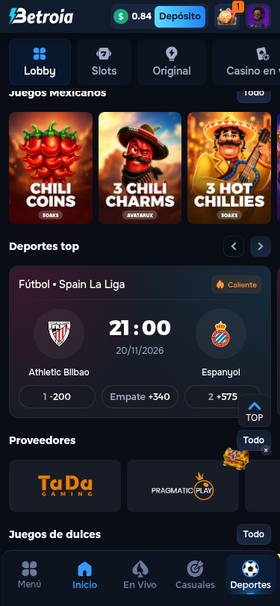 Betroia
$ 0.84 Depósito
1
Lobby
Slots
Original
Casino en
Juegos Mexicanos
Todo
CHILI COINS
3OAKS
3 CHILI CHARMS
AVATARUX
3 HOT CHILLIES
3OAKS
Deportes top
Fútbol • Spain La Liga
Caliente
21:00
20/11/2026
Athletic Bilbao
Espanyol
1 -200
Empate +340
2 +575
TOP
Proveedores
Todo
TaDa
GAMING
PRAGMATIC PLAY
Juegos de dulces
Todo
Menú
Inicio
En Vivo
Casuales
Deportes